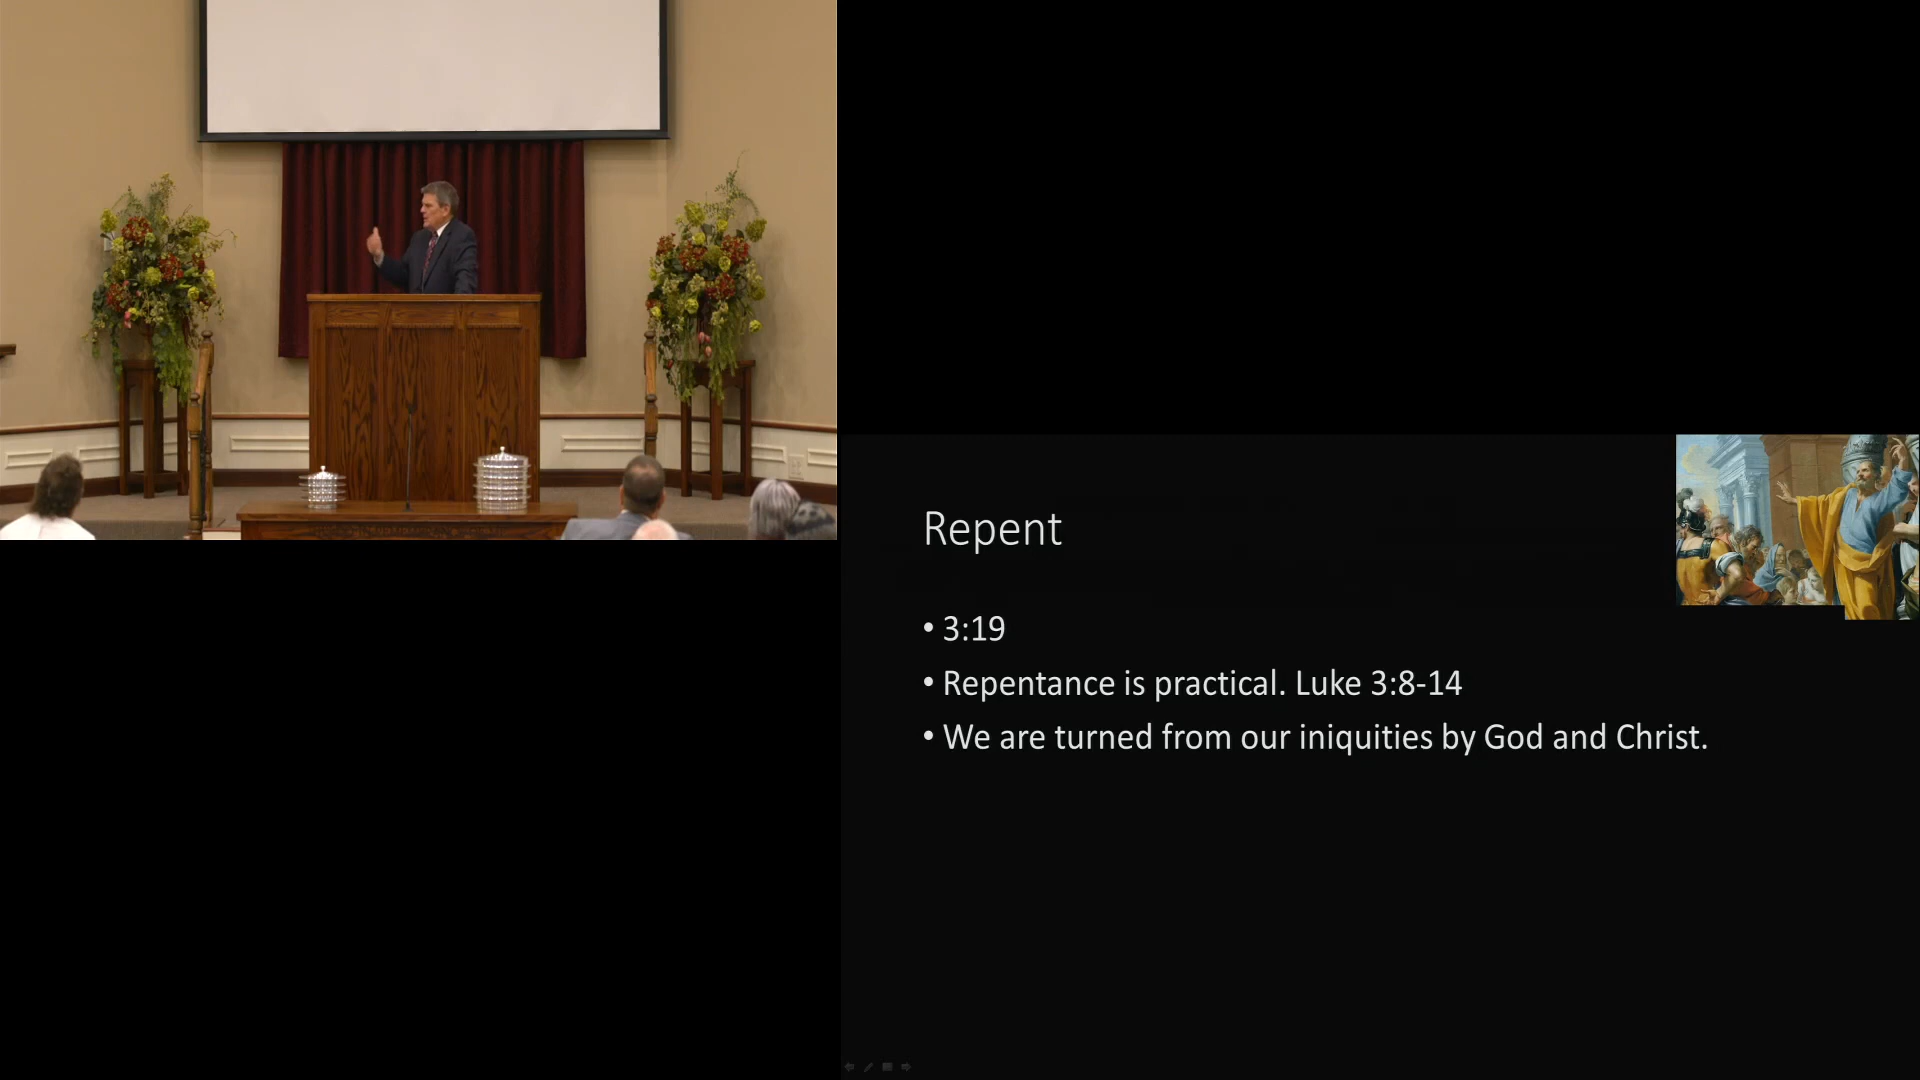 Repent
• 3:19
• Repentance is practical. Luke 3:8-14
• We are turned from our iniquities by God and Christ.